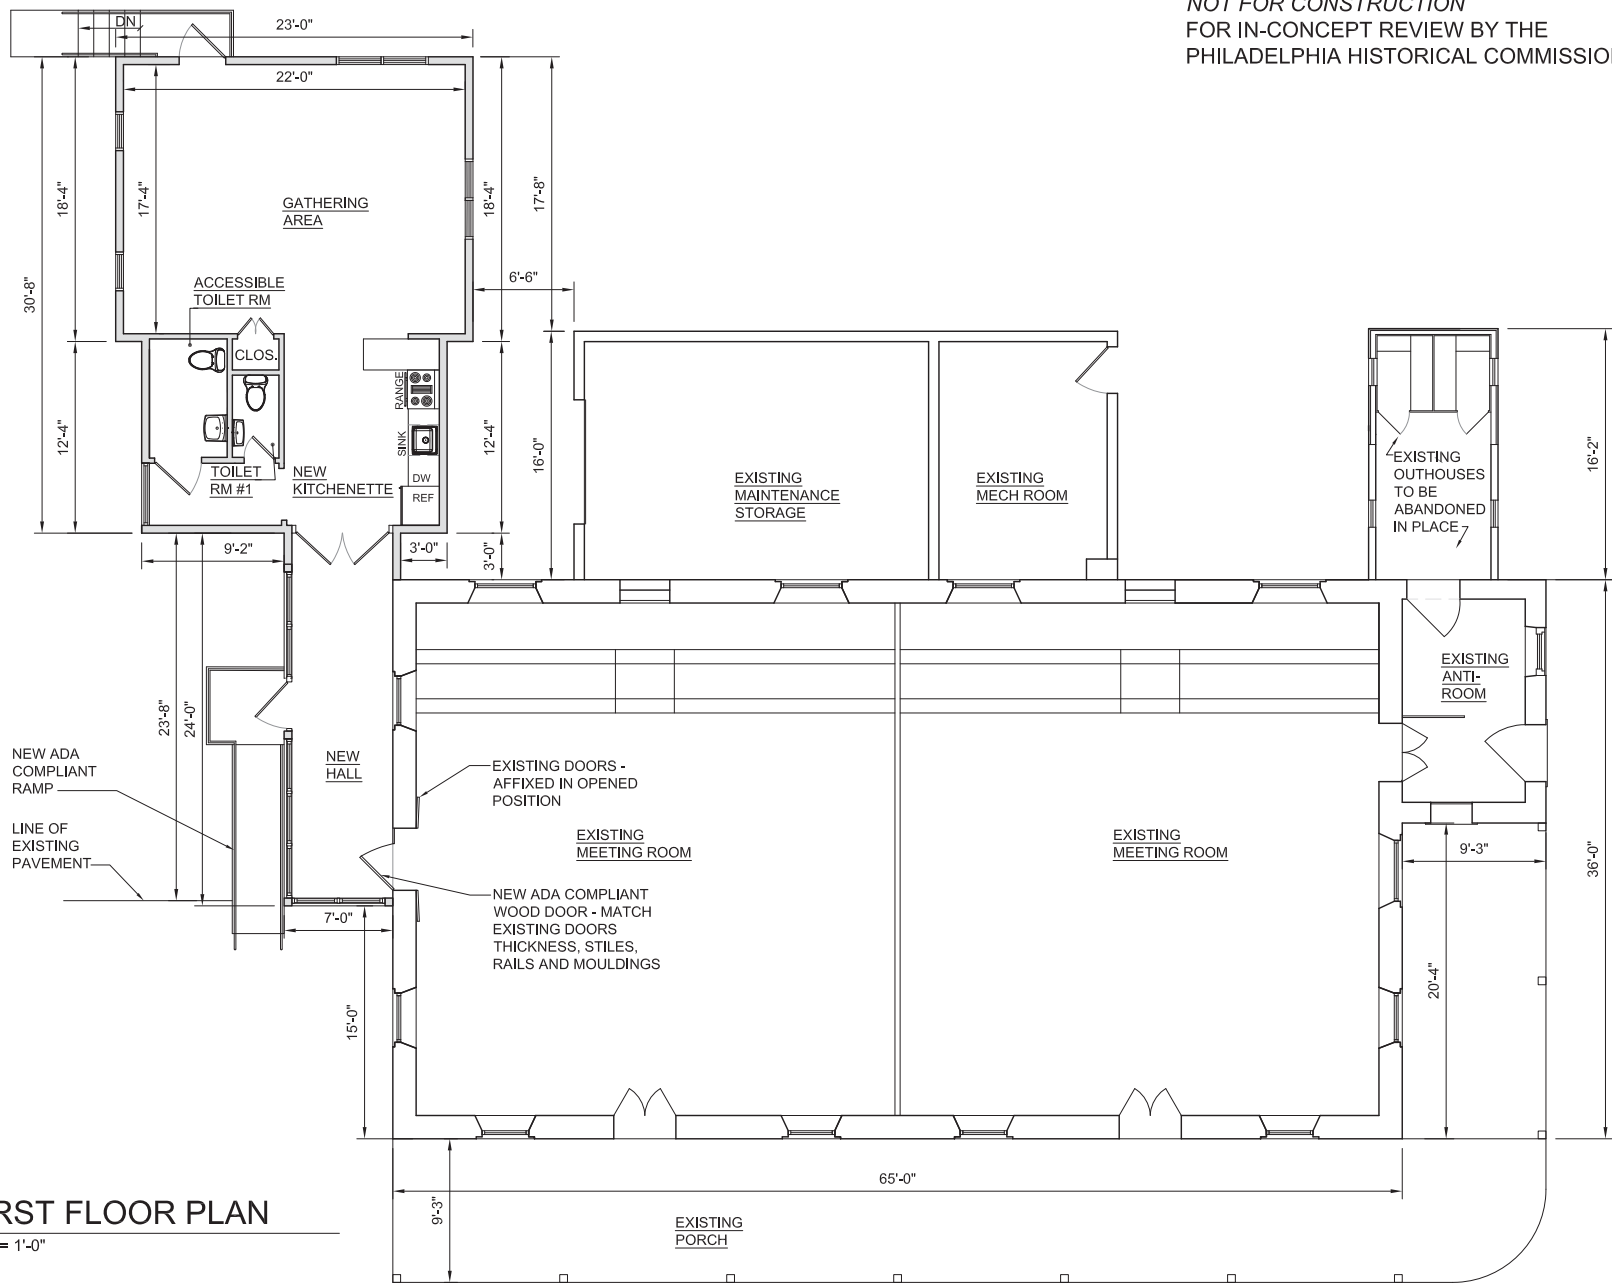 NOT FOR CONSTRUCTION
FOR IN-CONCEPT REVIEW BY THE
PHILADELPHIA HISTORICAL COMMISSION
DN
23'-0"
22'-0"
18'-4"
17'-4"
18'-4"
17'-8"
GATHERING
AREA
30'-8"
6'-6"
ACCESSIBLE
TOILET RM
CLOS.
RANGE
SINK
DW
REF
12'-4"
12'-4"
16'-0"
TOILET
RM #1
NEW
KITCHENETTE
EXISTING
MAINTENANCE
STORAGE
EXISTING
MECH ROOM
EXISTING
OUTHOUSES
TO BE
ABANDONED
IN PLACE
16'-2"
9'-2"
3'-0"
3'-0"
23'-8"
24'-0"
EXISTING
ANTI-
ROOM
NEW ADA
COMPLIANT
RAMP
LINE OF
EXISTING
PAVEMENT
NEW
HALL
EXISTING DOORS -
AFFIXED IN OPENED
POSITION
EXISTING
MEETING ROOM
EXISTING
MEETING ROOM
9'-3"
36'-0"
NEW ADA COMPLIANT
WOOD DOOR - MATCH
EXISTING DOORS
THICKNESS, STILES,
RAILS AND MOULDINGS
7'-0"
15'-0"
20'-4"
65'-0"
9'-3"
EXISTING
PORCH
RST FLOOR PLAN
= 1'-0"